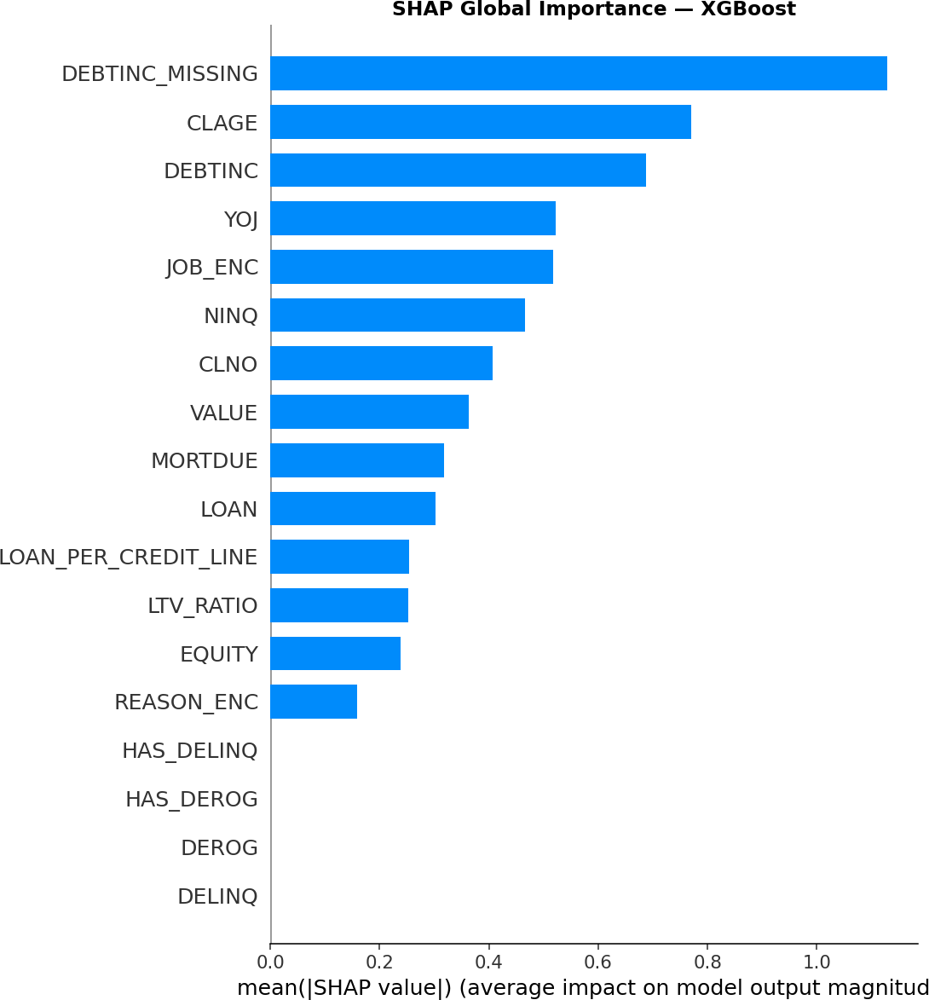 SHAP Global Importance — XGBoost
DEBTINC_MISSING
CLAGE
DEBTINC
YOJ
JOB_ENC
NINQ
CLNO
VALUE
MORTDUE
LOAN
LOAN_PER_CREDIT_LINE
LTV_RATIO
EQUITY
REASON_ENC
HAS_DELINQ
HAS_DEROG
DEROG
DELINQ
0.0 0.2 0.4 0.6 0.8 1.0
mean(|SHAP value|) (average impact on model output magnitud